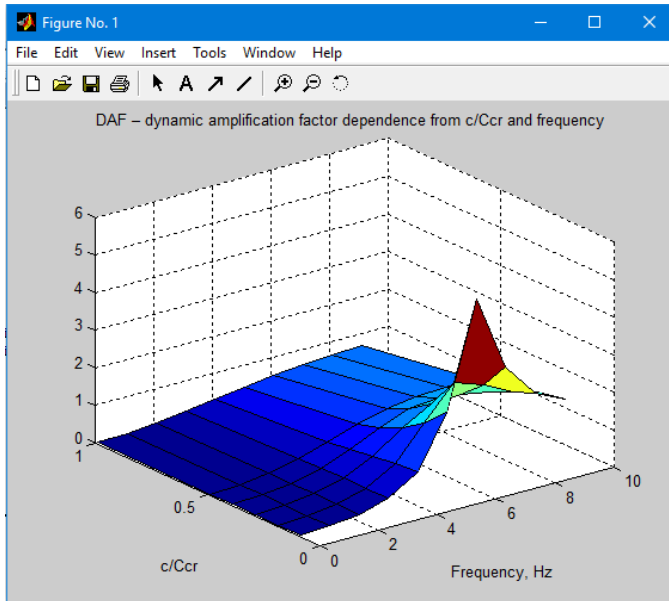 Figure No. 1
File Edit View Insert Tools Window Help
A
DAF – dynamic amplification factor dependence from c/Ccr and frequency
6
5
4
3
2
1
0
1
0.5
0
0
2
4
6
8
10
c/Ccr
Frequency, Hz